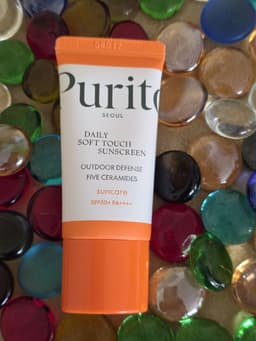 Purito
SEOUL
DAILY
SOFT TOUCH
SUNSCREEN
OUTDOOR DEFENSE
FIVE CERAMIDES
suncare
SPF50+ PA++++